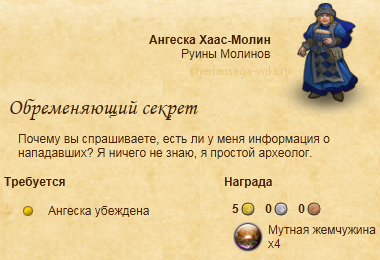 Ангеска Хаас-Молин
Руины Молинов
Обременяющий секрет
Почему вы спрашиваете, есть ли у меня информация о
нападавших? Я ничего не знаю, я простой археолог.
Требуется
Награда
Ангеска убеждена
5 0 0
Мутная жемчужина
x4